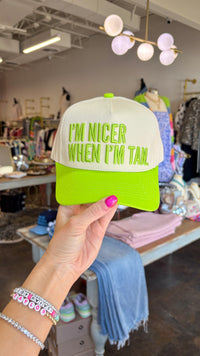 I'M NICER
WHEN I'M TAN.